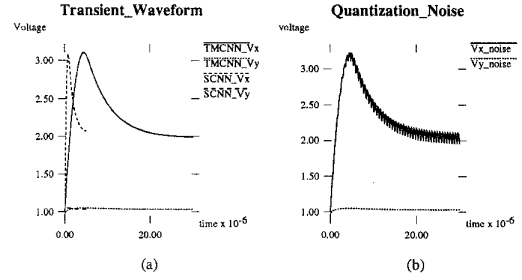 Transient_Waveform
Voltage
TMCNN_Vx
TMCNN_Vy
SCNN_Vx
SCNN_Vy
3.00
2.50
2.00
1.50
1.00
0.00
20.00
time x 10-6
(a)
Quantization_Noise
voltage
Vx_noise
Vy_noise
3.00
2.50
2.00
1.50
1.00
0.00
20.00
time x 10-6
(b)